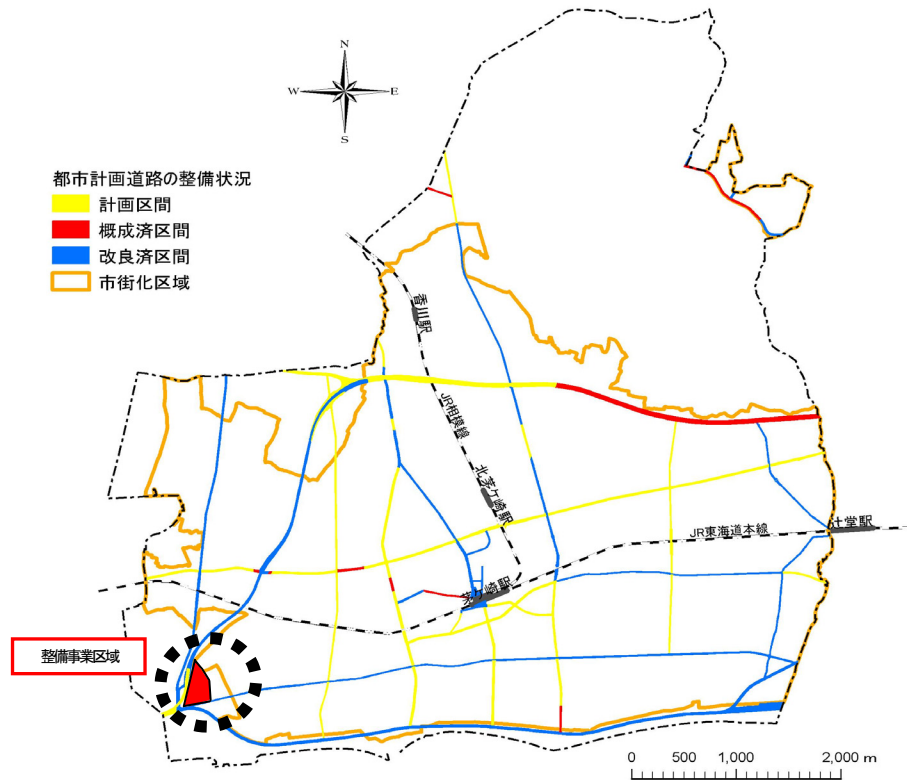 N
W
E
S
都市計画道路の整備状況
計画区間
概成済区間
改良済区間
市街化区域
香川駅
JR相模線
北茅ケ崎駅
JR東海道本線
辻堂駅
茅ケ崎駅
整備事業区域
0 500 1,000 2,000 m